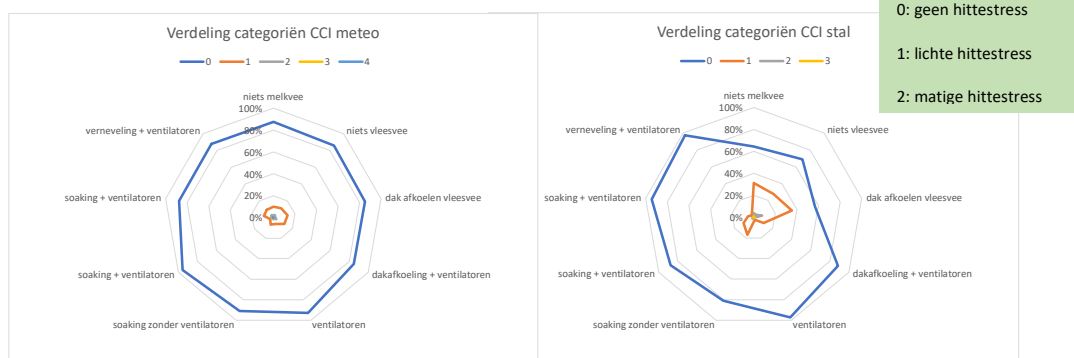 Verdeling categoriën CCI meteo
0 1 2 3 4
niets melkvee
100%
80%
60%
40%
20%
0%
niets vleesvee
dak afkoelen vleesvee
dakafkoeling + ventilatoren
ventilatoren
soaking zonder ventilatoren
soaking + ventilatoren
soaking + ventilatoren
verneveling + ventilatoren
Verdeling categoriën CCI stal
0 1 2 3
niets melkvee
100%
80%
60%
40%
20%
0%
niets vleesvee
dak afkoelen vleesvee
dakafkoeling + ventilatoren
ventilatoren
soaking zonder ventilatoren
soaking + ventilatoren
soaking + ventilatoren
verneveling + ventilatoren
0: geen hittestress
1: lichte hittestress
2: matige hittestress